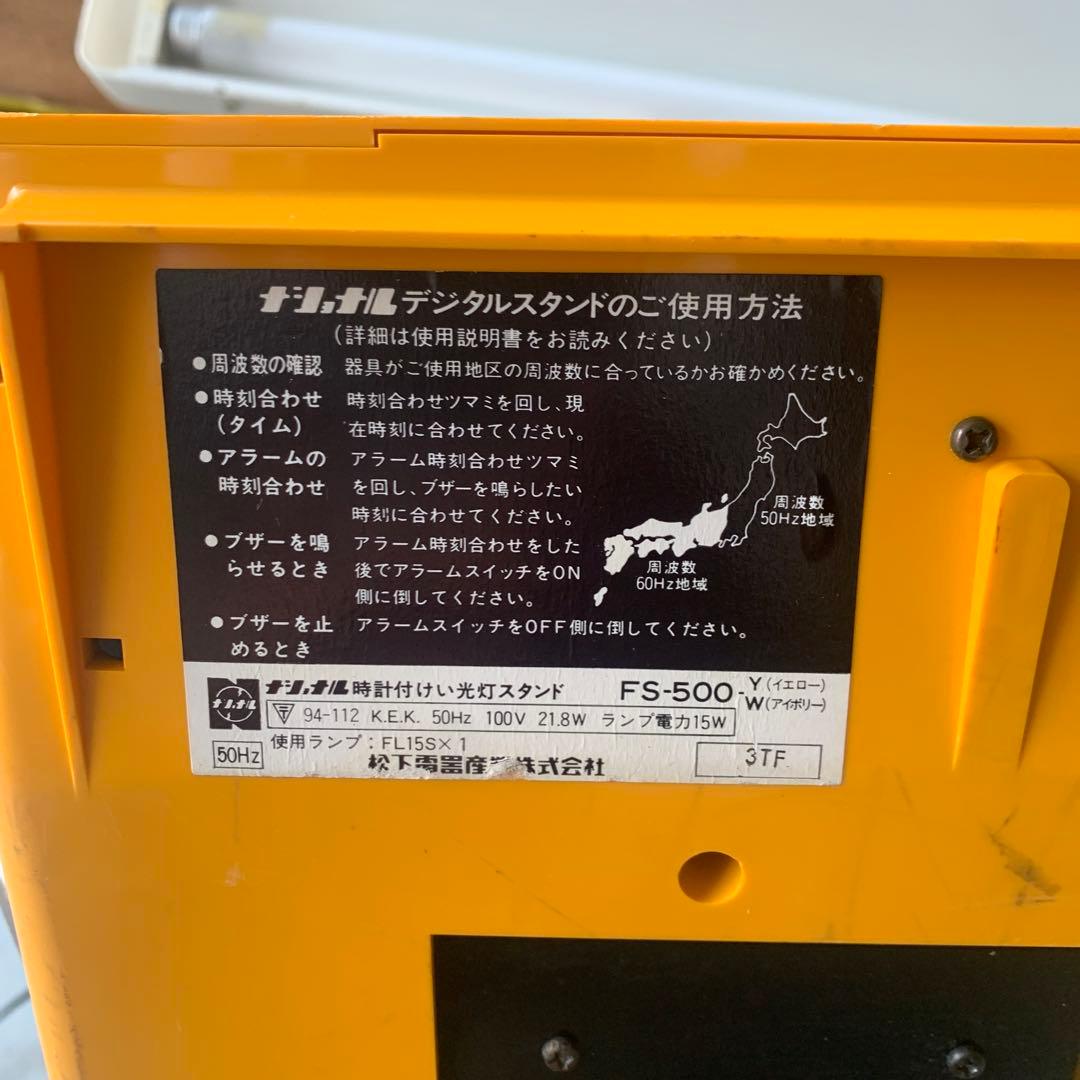 ナショナル デジタルスタンドのご使用方法
(詳細は使用説明書をお読みください)
●周波数の確認 器具がご使用地区の周波数に合っているかお確かめください。
●時刻合わせ 時刻合わせツマミを回し、現
(タイム) 在時刻に合わせてください。
●アラームの アラーム時刻合わせツマミ
時刻合わせ を回し、ブザーを鳴らしたい
時刻に合わせてください。
●ブザーを鳴 アラーム時刻合わせをした
らせるとき 後でアラームスイッチをON
側に倒してください。
●ブザーを止 アラームスイッチをOFF側に倒してください。
めるとき
周波数
50Hz地域
周波数
60Hz地域
N ナショナル
ナショナル 時計付けい光灯スタンド FS-500-Y(イエロー)
W(アイボリー)
〒 94-112 K.E.K. 50Hz 100V 21.8W ランプ電力15W
50Hz 使用ランプ:FL15S×1
松下電器産業株式会社
3TF